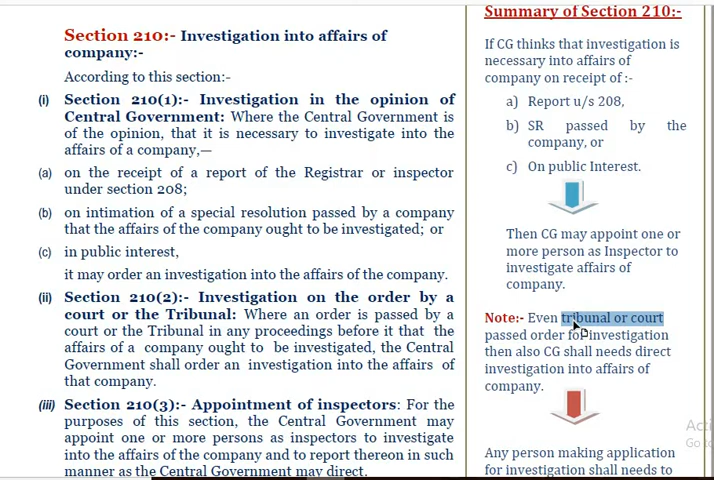 Section 210:- Investigation into affairs of
company:-
According to this section:-
(i) Section 210(1):- Investigation in the opinion of
Central Government: Where the Central Government is
of the opinion, that it is necessary to investigate into the
affairs of a company,—
(a) on the receipt of a report of the Registrar or inspector
under section 208;
(b) on intimation of a special resolution passed by a company
that the affairs of the company ought to be investigated; or
(c) in public interest,
it may order an investigation into the affairs of the company.
(ii) Section 210(2):- Investigation on the order by a
court or the Tribunal: Where an order is passed by a
court or the Tribunal in any proceedings before it that the
affairs of a company ought to be investigated, the Central
Government shall order an investigation into the affairs of
that company.
(iii) Section 210(3):- Appointment of inspectors: For the
purposes of this section, the Central Government may
appoint one or more persons as inspectors to investigate
into the affairs of the company and to report thereon in such
manner as the Central Government may direct.
Summary of Section 210:-
If CG thinks that investigation is
necessary into affairs of
company on receipt of :-
a) Report u/s 208,
b) SR passed by the
company, or
c) On public Interest.
Then CG may appoint one or
more person as Inspector to
investigate affairs of
company.
Note:- Even tribunal or court
passed order for investigation
then also CG shall needs direct
investigation into affairs of
company.
Any person making application
for investigation shall needs to